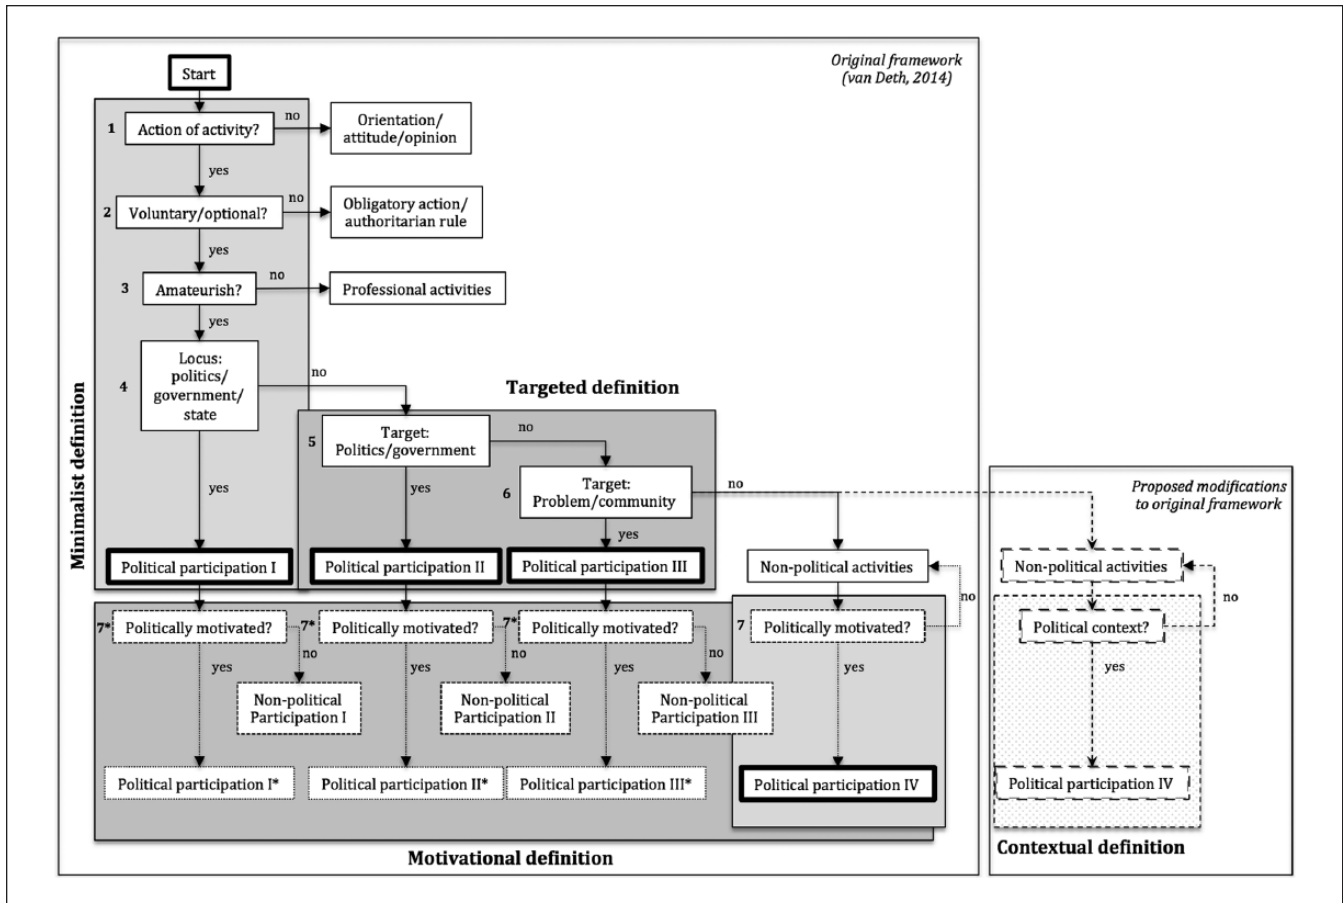 Original framework
(van Deth, 2014)
Start
1
Action of activity?
no
Orientation/
attitude/opinion
yes
2
Voluntary/optional?
no
Obligatory action/
authoritarian rule
yes
3
Amateurish?
no
Professional activities
yes
4
Locus:
politics/
government/
state
no
yes
Minimalist definition
Targeted definition
5
Target:
Politics/government
no
yes
6
Target:
Problem/community
no
yes
Proposed modifications
to original framework
Political participation I
Political participation II
Political participation III
Non-political activities
Non-political activities
7*
Politically motivated?
no
yes
7*
Politically motivated?
no
yes
7*
Politically motivated?
no
yes
7
Politically motivated?
no
yes
Political context?
no
yes
Non-political
Participation I
Non-political
Participation II
Non-political
Participation III
Political participation I*
Political participation II*
Political participation III*
Political participation IV
Political participation IV
Motivational definition
Contextual definition